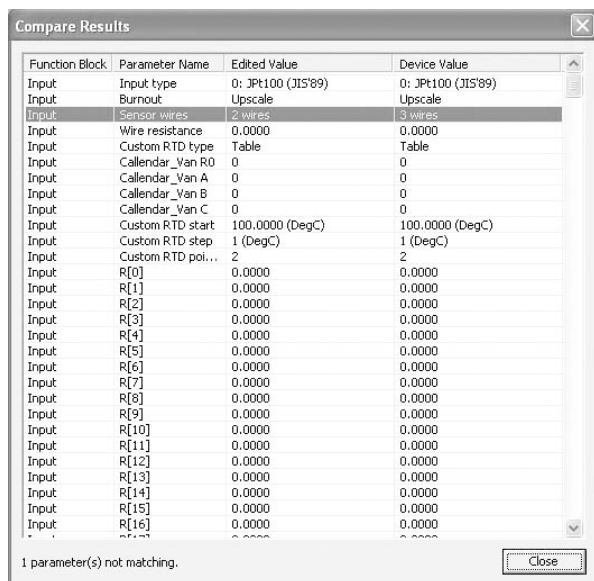 Compare Results
Function Block Parameter Name Edited Value Device Value
Input Input type 0: JPt100 (JIS'89) 0: JPt100 (JIS'89)
Input Burnout Upscale Upscale
Input Sensor wires 2 wires 3 wires
Input Wire resistance 0.0000 0.0000
Input Custom RTD type Table Table
Input Callendar_Van R0 0 0
Input Callendar_Van A 0 0
Input Callendar_Van B 0 0
Input Callendar_Van C 0 0
Input Custom RTD start 100.0000 (DegC) 100.0000 (DegC)
Input Custom RTD step 1 (DegC) 1 (DegC)
Input Custom RTD poi... 2 2
Input R[0] 0.0000 0.0000
Input R[1] 0.0000 0.0000
Input R[2] 0.0000 0.0000
Input R[3] 0.0000 0.0000
Input R[4] 0.0000 0.0000
Input R[5] 0.0000 0.0000
Input R[6] 0.0000 0.0000
Input R[7] 0.0000 0.0000
Input R[8] 0.0000 0.0000
Input R[9] 0.0000 0.0000
Input R[10] 0.0000 0.0000
Input R[11] 0.0000 0.0000
Input R[12] 0.0000 0.0000
Input R[13] 0.0000 0.0000
Input R[14] 0.0000 0.0000
Input R[15] 0.0000 0.0000
Input R[16] 0.0000 0.0000
1 parameter(s) not matching. Close